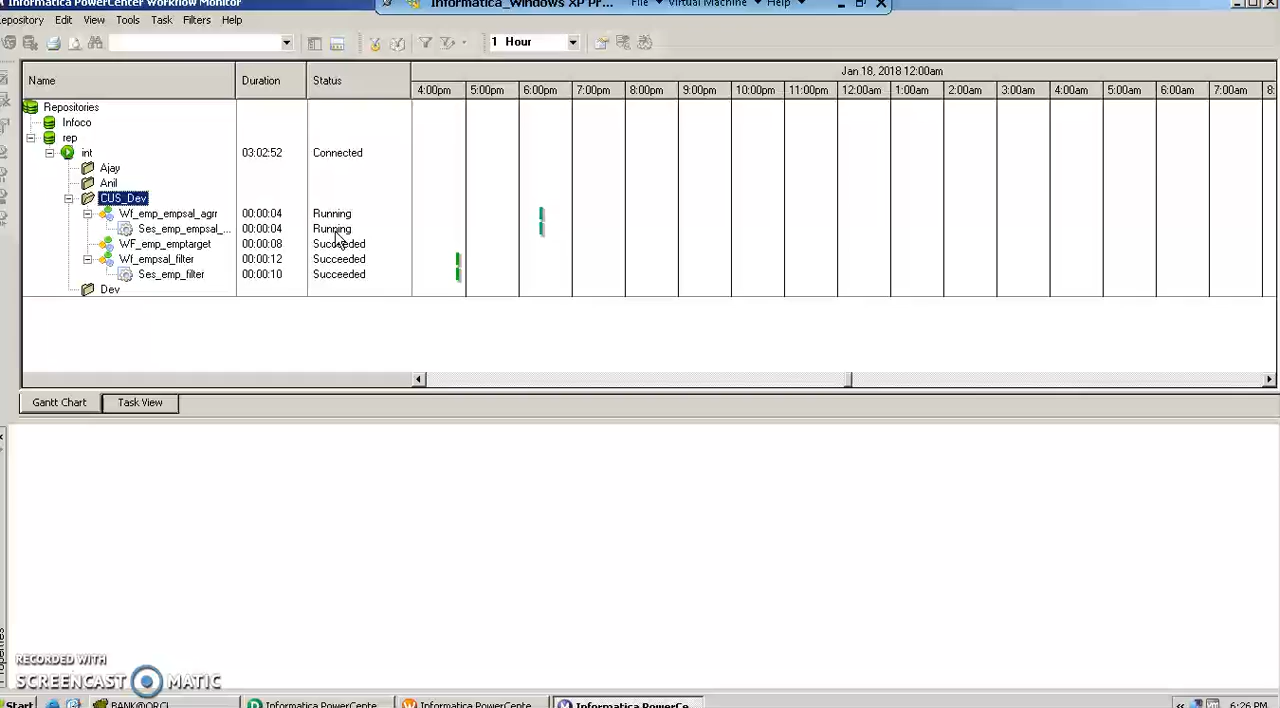 Informatica PowerCenter Workflow Monitor
Informatica_Windows XP Pr... File Virtual Machine Help
Repository Edit View Tools Task Filters Help
1 Hour
Name Duration Status
Jan 18, 2018 12:00am
4:00pm 5:00pm 6:00pm 7:00pm 8:00pm 9:00pm 10:00pm 11:00pm 12:00am 1:00am 2:00am 3:00am 4:00am 5:00am 6:00am 7:00am 8:
Repositories
Infoco
rep
int 03:02:52 Connected
Ajay
Anil
CUS_Dev
Wf_emp_empsal_agrr 00:00:04 Running
Ses_emp_empsal_... 00:00:04 Running
WF_emp_emptarget 00:00:08 Succeeded
Wf_empsal_filter 00:00:12 Succeeded
Ses_emp_filter 00:00:10 Succeeded
Dev
Gantt Chart Task View
Properties
RECORDED WITH
SCREENCAST MATIC
Start BANK@ORCL Informatica PowerCente... Informatica PowerCente... Informatica PowerCe... « 6:26 PM